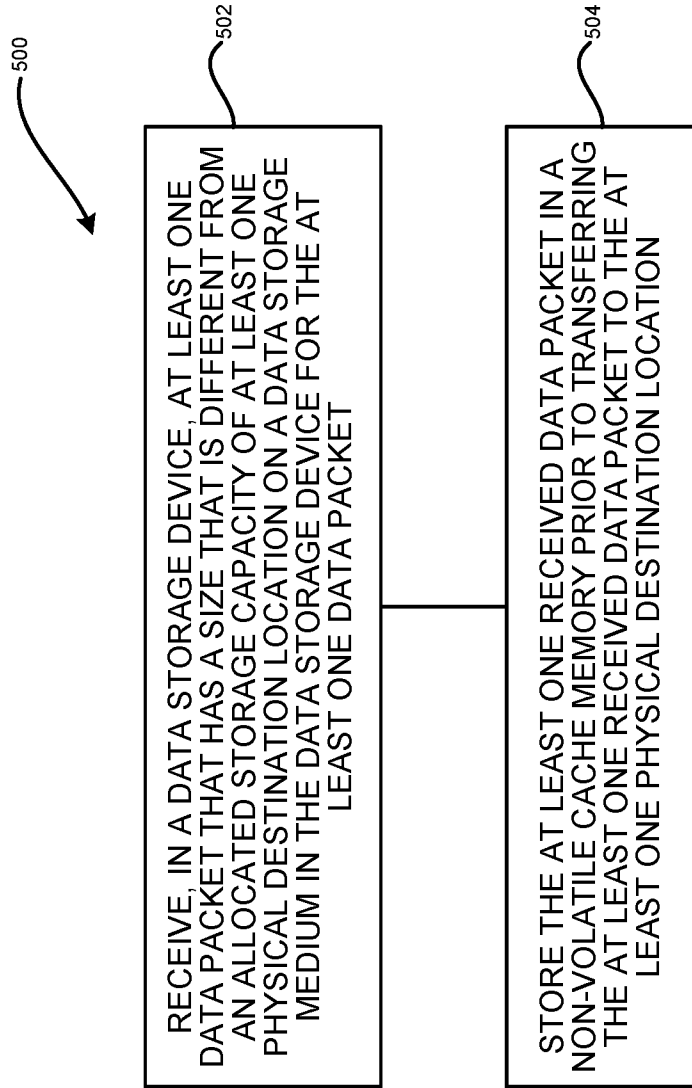 500
502
RECEIVE, IN A DATA STORAGE DEVICE, AT LEAST ONE
DATA PACKET THAT HAS A SIZE THAT IS DIFFERENT FROM
AN ALLOCATED STORAGE CAPACITY OF AT LEAST ONE
PHYSICAL DESTINATION LOCATION ON A DATA STORAGE
MEDIUM IN THE DATA STORAGE DEVICE FOR THE AT
LEAST ONE DATA PACKET
504
STORE THE AT LEAST ONE RECEIVED DATA PACKET IN A
NON-VOLATILE CACHE MEMORY PRIOR TO TRANSFERRING
THE AT LEAST ONE RECEIVED DATA PACKET TO THE AT
LEAST ONE PHYSICAL DESTINATION LOCATION